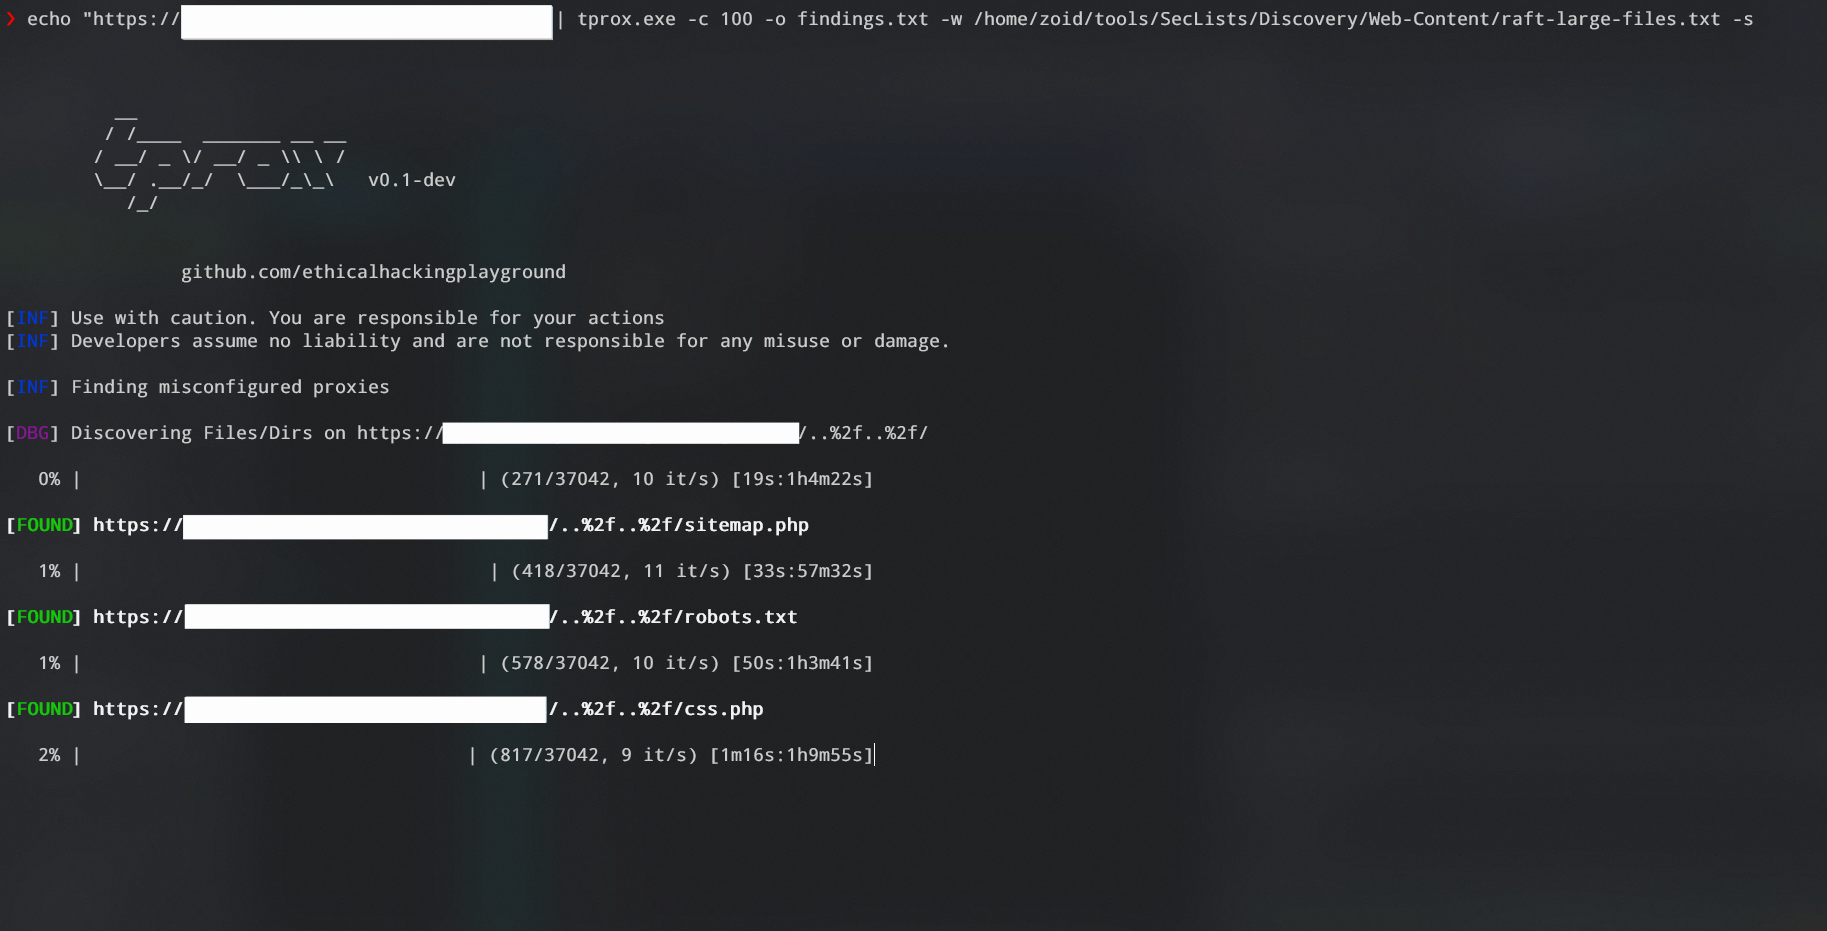 ❯ echo "https:// | tprox.exe -c 100 -o findings.txt -w /home/zoid/tools/SecLists/Discovery/Web-Content/raft-large-files.txt -s
v0.1-dev
github.com/ethicalhackingplayground
[INF] Use with caution. You are responsible for your actions
[INF] Developers assume no liability and are not responsible for any misuse or damage.
[INF] Finding misconfigured proxies
[DBG] Discovering Files/Dirs on https:// /..%2f..%2f/
0% | | (271/37042, 10 it/s) [19s:1h4m22s]
[FOUND] https:// /..%2f..%2f/sitemap.php
1% | | (418/37042, 11 it/s) [33s:57m32s]
[FOUND] https:// /..%2f..%2f/robots.txt
1% | | (578/37042, 10 it/s) [50s:1h3m41s]
[FOUND] https:// /..%2f..%2f/css.php
2% | | (817/37042, 9 it/s) [1m16s:1h9m55s]